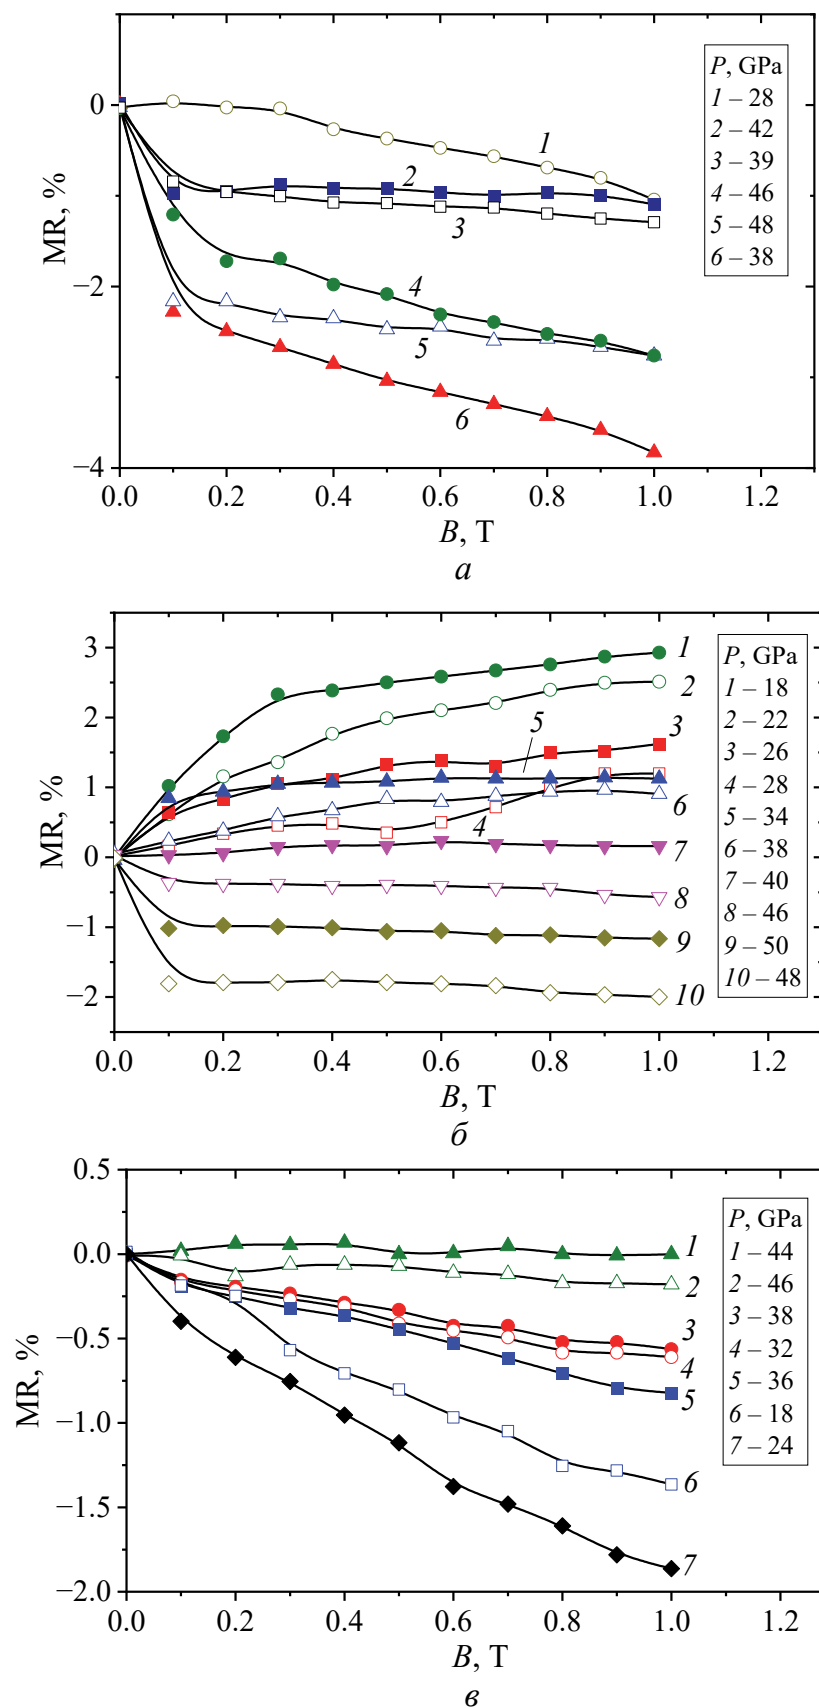 0
−2
−4
MR, %
0.0
0.2
0.4
0.6
0.8
1.0
1.2
B, T
а
1
2
3
4
5
6
P, GPa
1 – 28
2 – 42
3 – 39
4 – 46
5 – 48
6 – 38
3
2
1
0
−1
−2
MR, %
0.0
0.2
0.4
0.6
0.8
1.0
1.2
B, T
б
1
2
3
5
4
6
7
8
9
10
P, GPa
1 – 18
2 – 22
3 – 26
4 – 28
5 – 34
6 – 38
7 – 40
8 – 46
9 – 50
10 – 48
0.5
0.0
−0.5
−1.0
−1.5
−2.0
MR, %
0.0
0.2
0.4
0.6
0.8
1.0
1.2
B, T
в
1
2
3
4
5
6
7
P, GPa
1 – 44
2 – 46
3 – 38
4 – 32
5 – 36
6 – 18
7 – 24